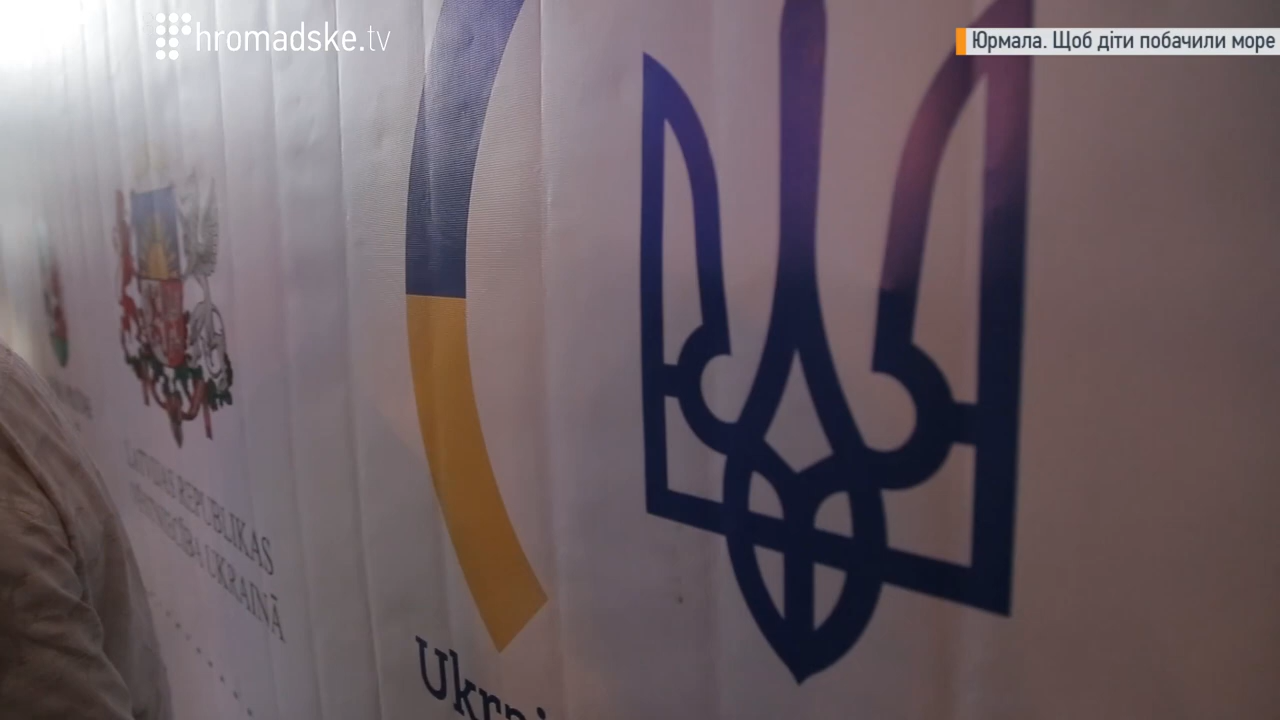 hromadske.tv
Юрмала. Щоб діти побачили море
LATVIJAS REPUBLIKAS
VĒSTNIECĪBA UKRAINĀ
Ukrai